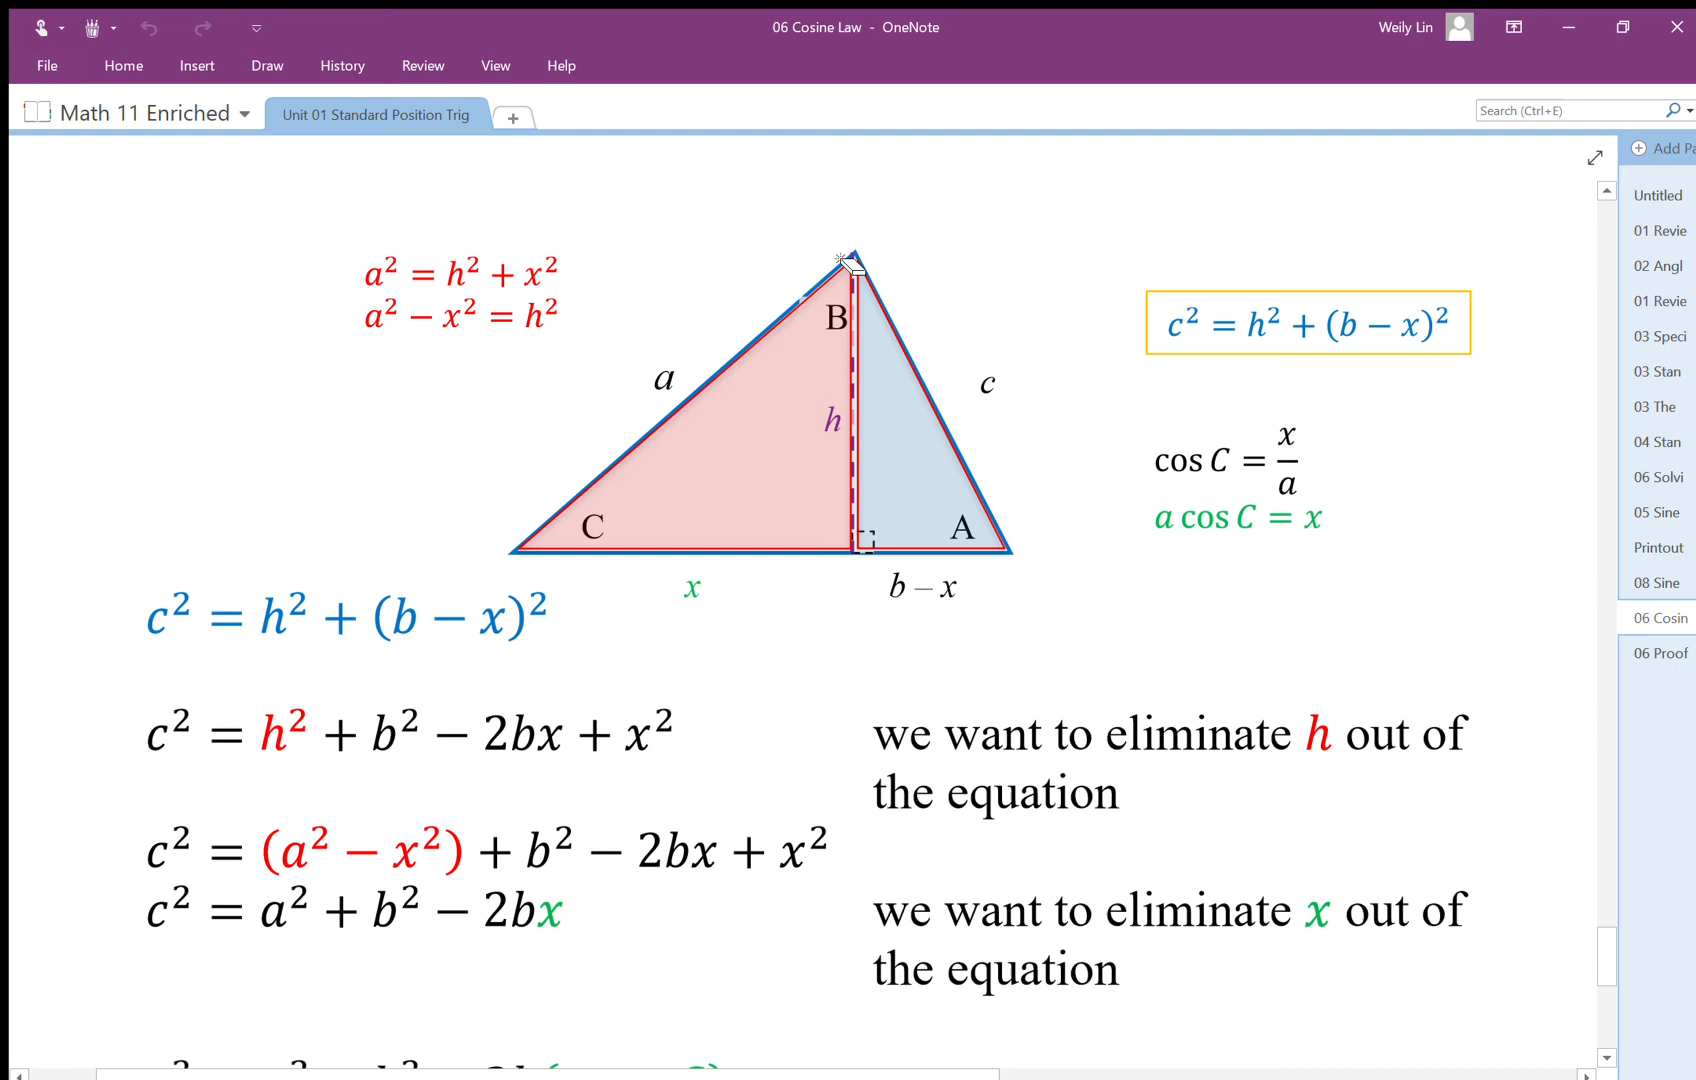 06 Cosine Law - OneNote
Weily Lin
File Home Insert Draw History Review View Help
Math 11 Enriched
Unit 01 Standard Position Trig
Search (Ctrl+E)
Add Pa
Untitled
01 Revie
02 Angl
01 Revie
03 Speci
03 Stan
03 The
04 Stan
06 Solvi
05 Sine
Printout
08 Sine
06 Cosin
06 Proof
a² = h² + x²
a² − x² = h²
B
a
c
h
C
A
x
b – x
c² = h² + (b − x)²
cos C = x/a
a cos C = x
c² = h² + (b − x)²
c² = h² + b² − 2bx + x²
we want to eliminate h out of
the equation
c² = (a² − x²) + b² − 2bx + x²
c² = a² + b² − 2bx
we want to eliminate x out of
the equation